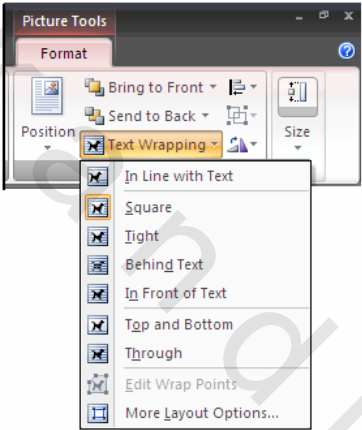 Picture Tools
Format
Position
Bring to Front
Send to Back
Text Wrapping
Size
In Line with Text
Square
Tight
Behind Text
In Front of Text
Top and Bottom
Through
Edit Wrap Points
More Layout Options...